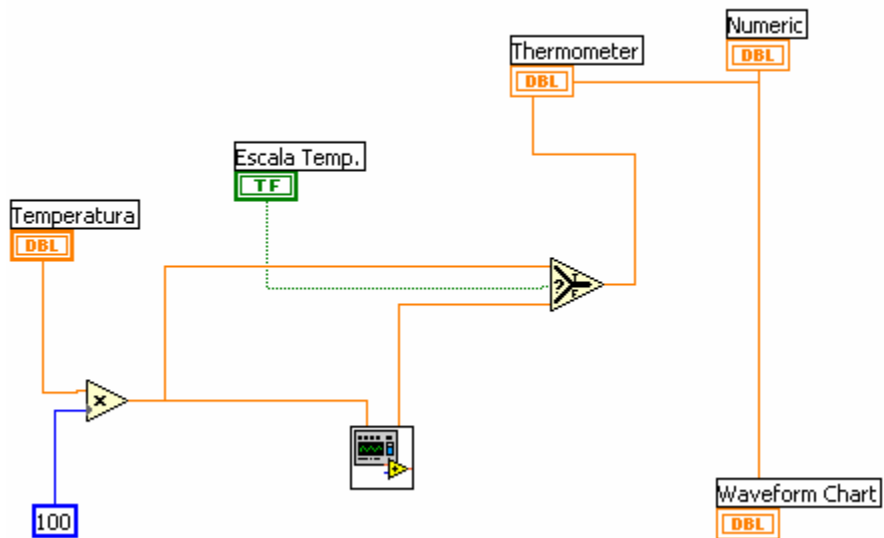 Numeric
DBL
Thermometer
DBL
Escala Temp.
TF
Temperatura
DBL
? T
F
x
+
100
Waveform Chart
DBL